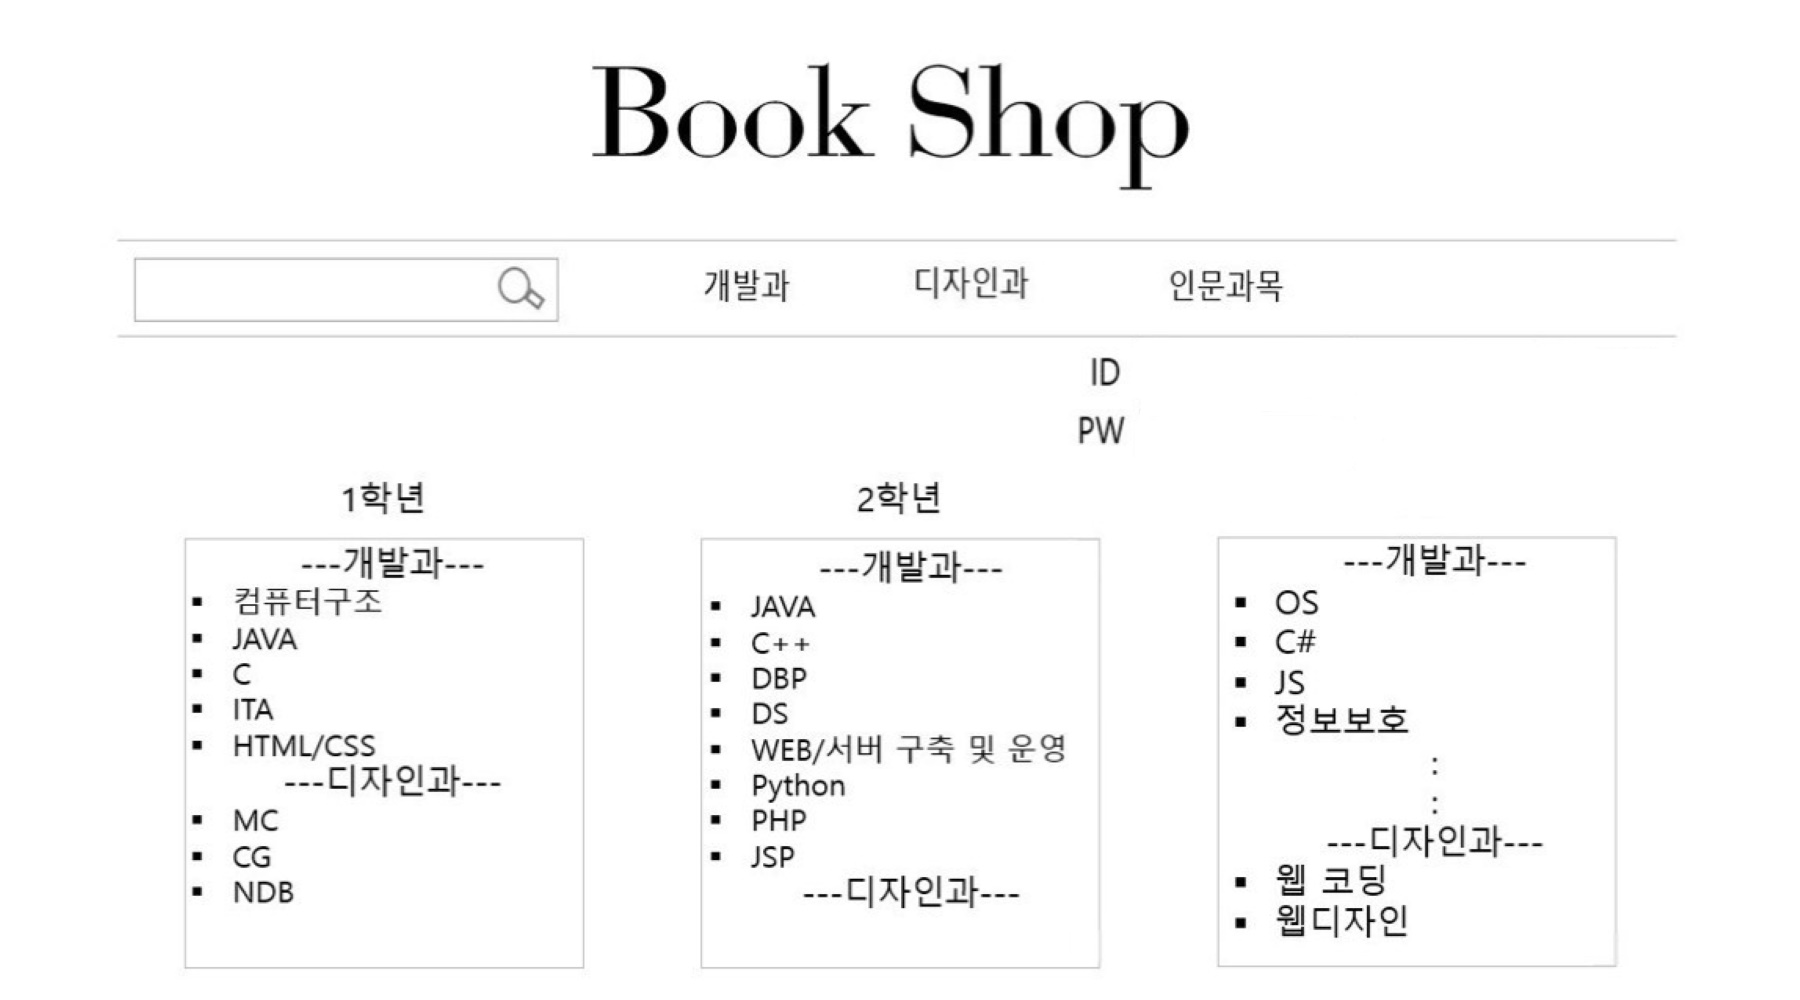 Book Shop
개발과 디자인과 인문과목
ID
PW
1학년
---개발과---
▪ 컴퓨터구조
▪ JAVA
▪ C
▪ ITA
▪ HTML/CSS
---디자인과---
▪ MC
▪ CG
▪ NDB
2학년
---개발과---
▪ JAVA
▪ C++
▪ DBP
▪ DS
▪ WEB/서버 구축 및 운영
▪ Python
▪ PHP
▪ JSP
---디자인과---
---개발과---
▪ OS
▪ C#
▪ JS
▪ 정보보호
:
:
---디자인과---
▪ 웹 코딩
▪ 웹디자인